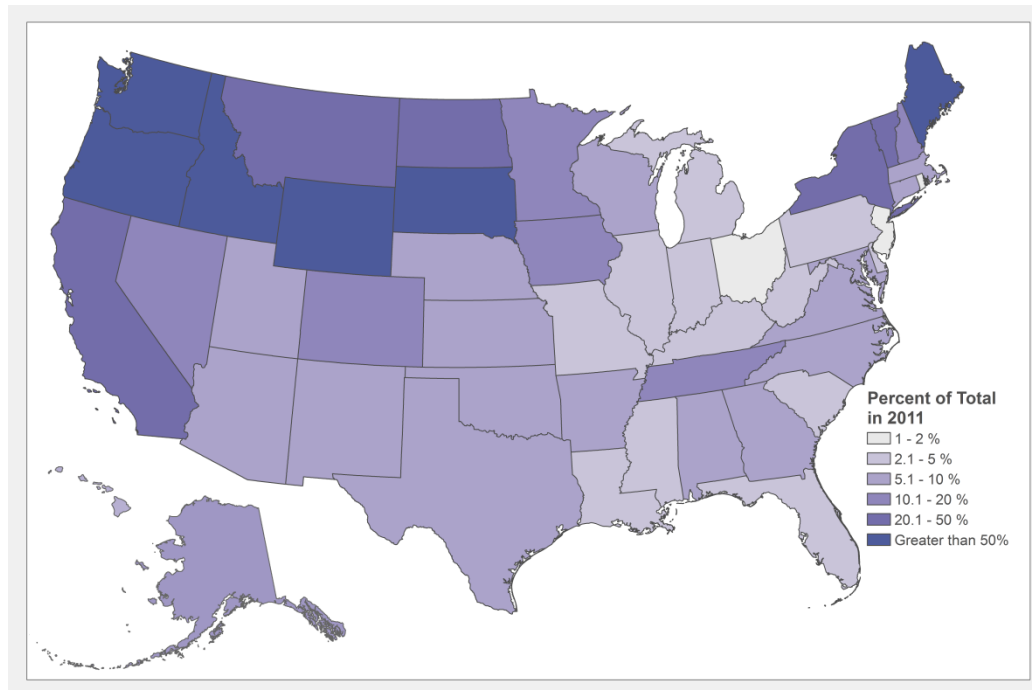 Percent of Total
in 2011
1 - 2 %
2.1 - 5 %
5.1 - 10 %
10.1 - 20 %
20.1 - 50 %
Greater than 50%